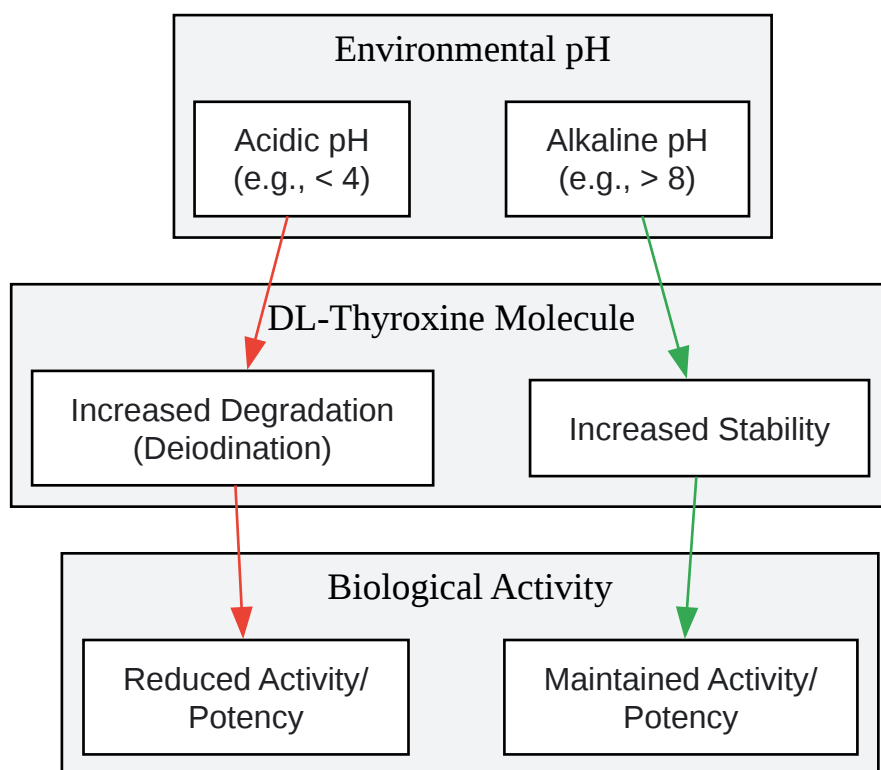 Environmental pH
Acidic pH
(e.g., < 4)
Alkaline pH
(e.g., > 8)
DL-Thyroxine Molecule
Increased Degradation
(Deiodination)
Increased Stability
Biological Activity
Reduced Activity/
Potency
Maintained Activity/
Potency